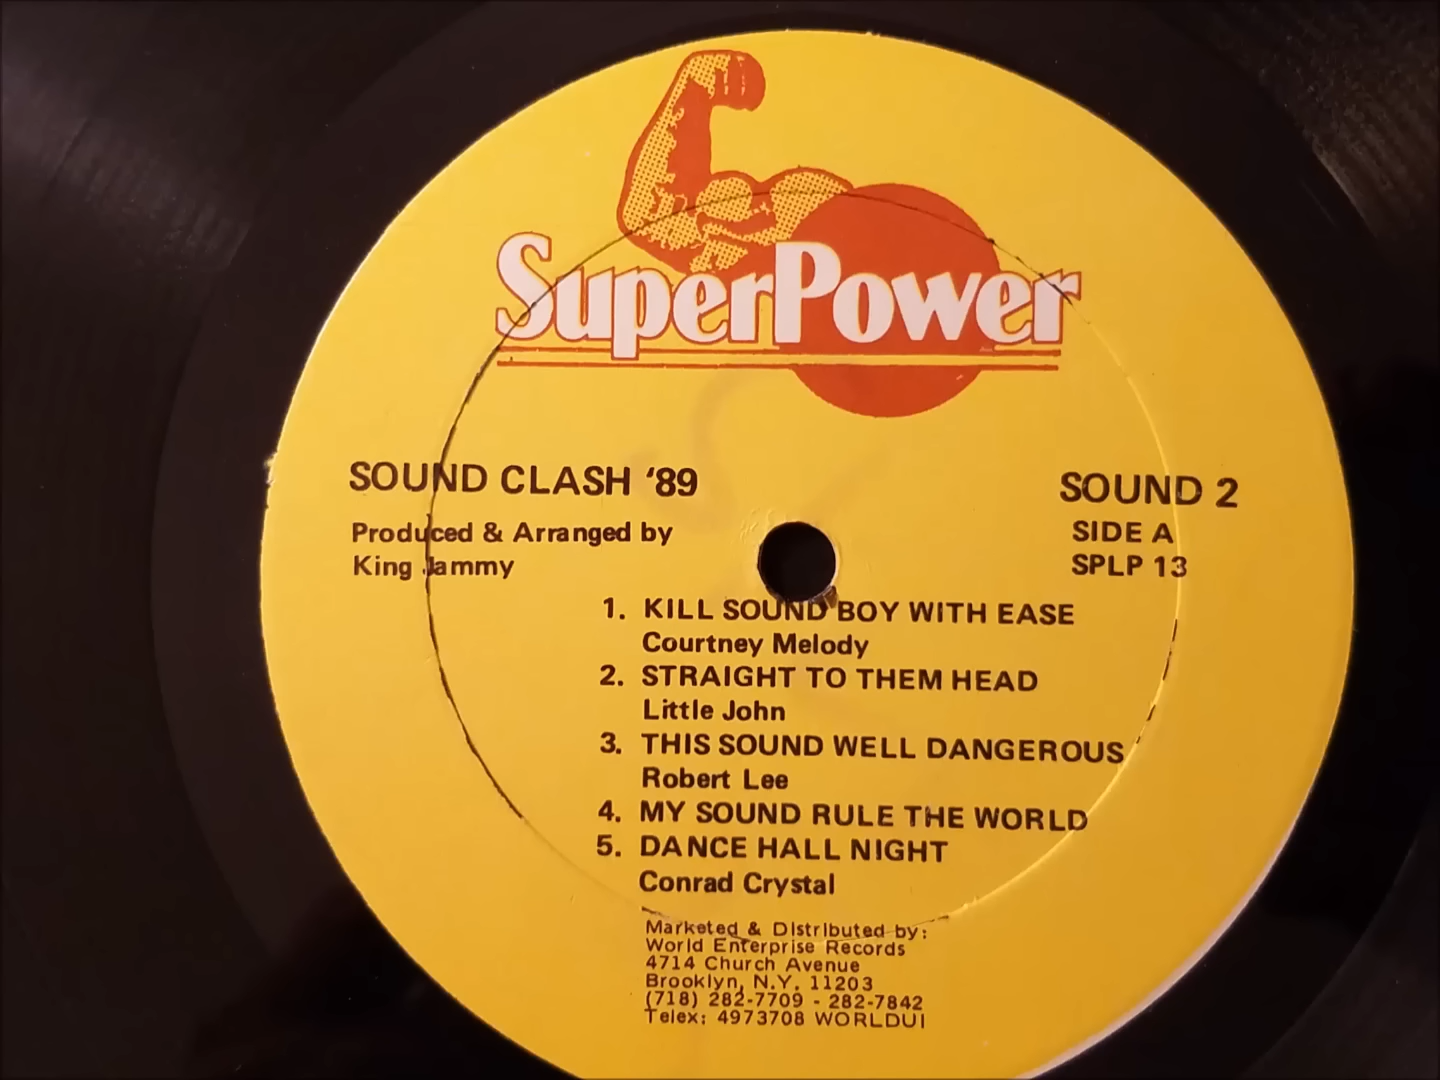 SuperPower
SOUND CLASH ‘89
SOUND 2
Produced & Arranged by
SIDE A
King Jammy
SPLP 13
1. KILL SOUND BOY WITH EASE
Courtney Melody
2. STRAIGHT TO THEM HEAD
Little John
3. THIS SOUND WELL DANGEROUS
Robert Lee
4. MY SOUND RULE THE WORLD
5. DANCE HALL NIGHT
Conrad Crystal
Marketed & Distributed by:
World Enterprise Records
4714 Church Avenue
Brooklyn, N.Y. 11203
(718) 282-7709 - 282-7842
Telex: 4973708 WORLDUI